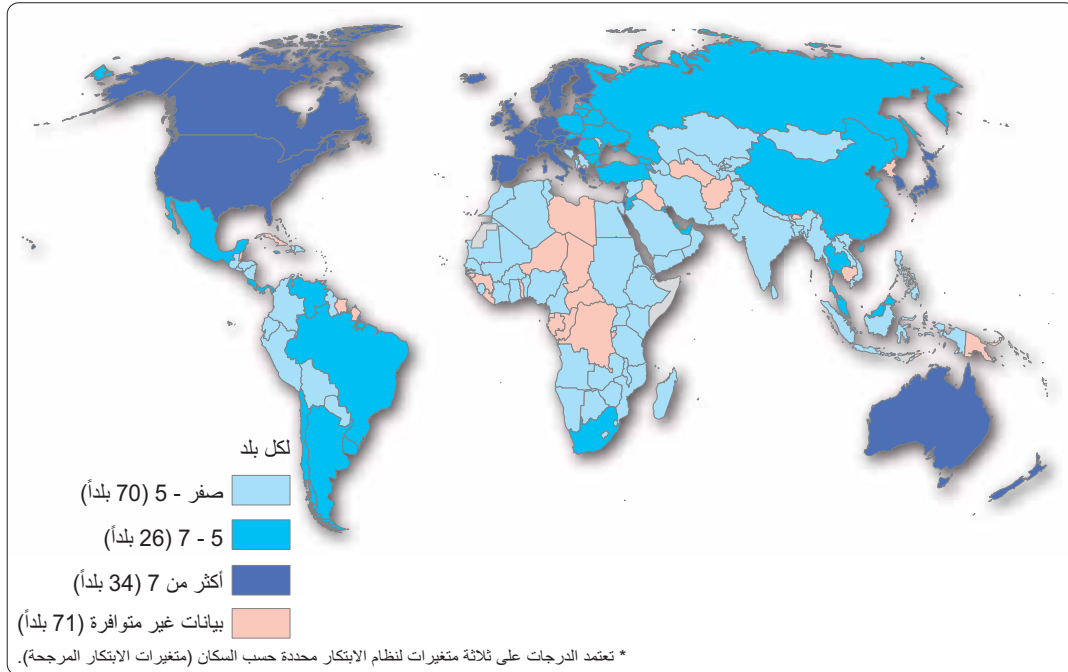 لكل بلد
صفر - 5 (70 بلداً)
5 - 7 (26 بلداً)
أكثر من 7 (34 بلداً)
بيانات غير متوافرة (71 بلداً)
* تعتمد الدرجات على ثلاثة متغيرات لنظام الابتكار محددة حسب السكان (متغيرات الابتكار المرجحة).